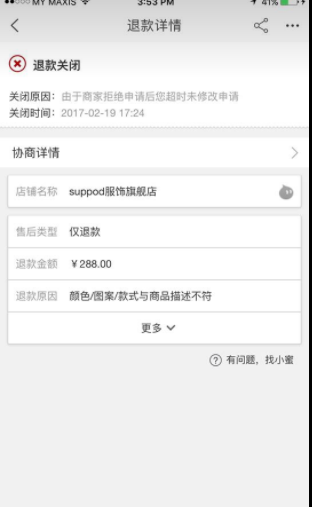 MY MAXIS 3:53 PM 41%
退款详情
退款关闭
关闭原因：由于商家拒绝申请后您超时未修改申请
关闭时间：2017-02-19 17:24
协商详情
店铺名称 suppod服饰旗舰店
售后类型 仅退款
退款金额 ￥288.00
退款原因 颜色/图案/款式与商品描述不符
更多
有问题，找小蜜